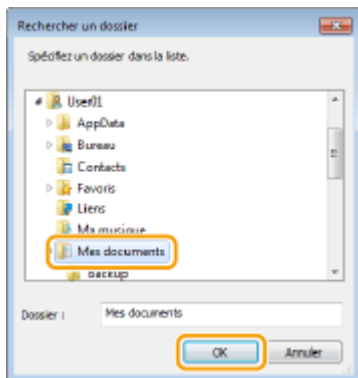 Rechercher un dossier
Spécifiez un dossier dans la liste.
User01
AppData
Bureau
Contacts
Favoris
Liens
Ma musique
Mes documents
Backup
Dossier :
Mes documents
OK
Annuler